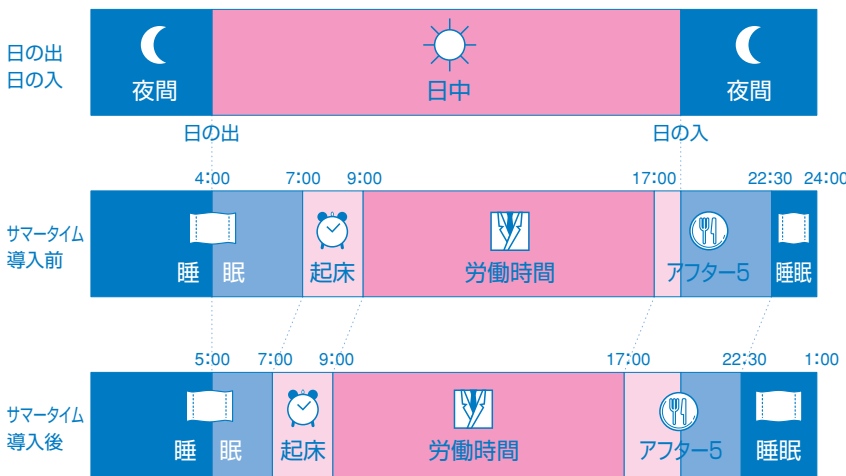 日の出
日の入
夜間
日中
夜間
日の出
日の入
4:00
7:00
9:00
17:00
22:30
24:00
サマータイム
導入前
睡眠
起床
労働時間
アフター5
睡眠
5:00
7:00
9:00
17:00
22:30
1:00
サマータイム
導入後
睡眠
起床
労働時間
アフター5
睡眠